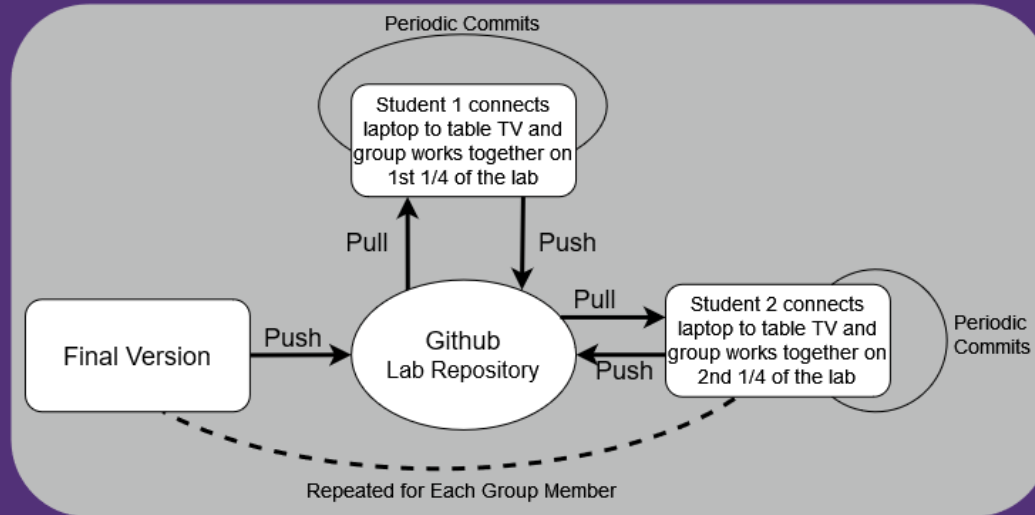 Periodic Commits
Student 1 connects
laptop to table TV and
group works together on
1st 1/4 of the lab
Pull
Push
Final Version
Push
Github
Lab Repository
Pull
Push
Student 2 connects
laptop to table TV and
group works together on
2nd 1/4 of the lab
Periodic
Commits
Repeated for Each Group Member